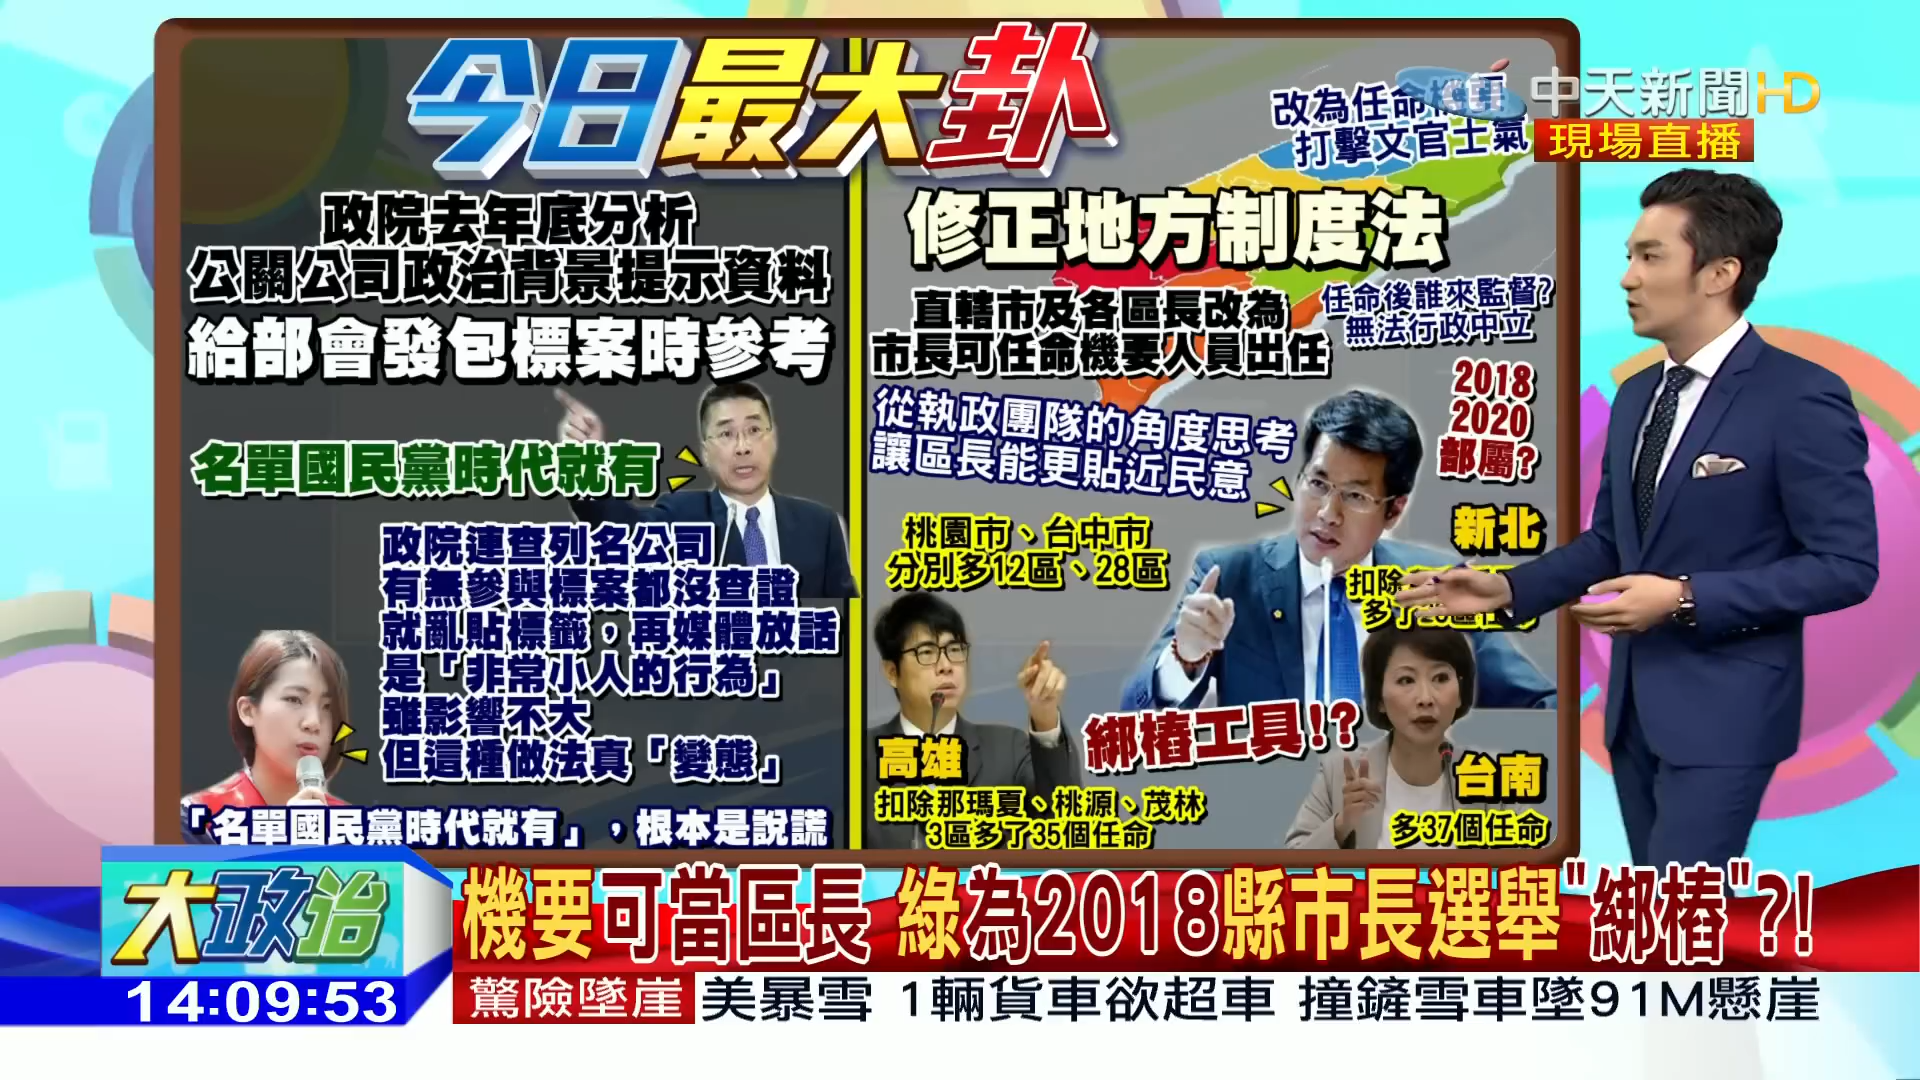 今日最大卦
中天新聞HD
現場直播
改為任命
打擊文官士氣
政院去年底分析
公關公司政治背景提示資料
給部會發包標案時參考
名單國民黨時代就有
政院連查列名公司
有無參與標案都沒查證
就亂貼標籤，再媒體放話
是「非常小人的行為」
雖影響不大
但這種做法真「變態」
「名單國民黨時代就有」，根本是說謊
修正地方制度法
直轄市及各區長改為
市長可任命機要人員出任
任命後誰來監督?
無法行政中立
從執政團隊的角度思考
讓區長能更貼近民意
2018
2020
部屬?
桃園市、台中市
分別多12區、28區
新北
扣除
多了
高雄
扣除那瑪夏、桃源、茂林
3區多了35個任命
綁樁工具!?
台南
多37個任命
大政治
機要可當區長 綠為2018縣市長選舉"綁樁"?!
14:09:53
驚險墜崖
美暴雪 1輛貨車欲超車 撞鏟雪車墜91M懸崖